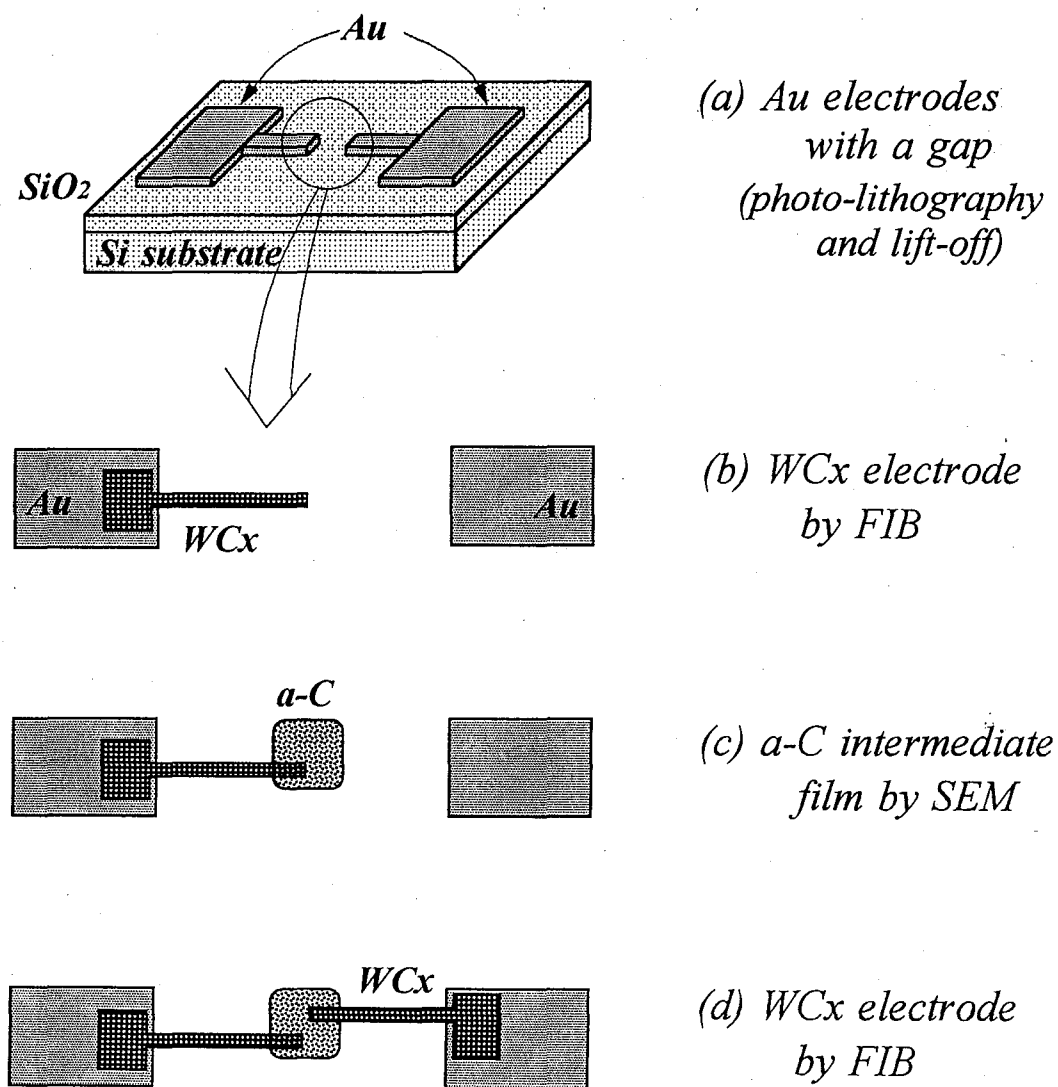 Au
(a) Au electrodes
with a gap
(photo-lithography
and lift-off)
SiO2
Si substrate
Au
WCx
Au
(b) WCx electrode
by FIB
a-C
(c) a-C intermediate
film by SEM
WCx
(d) WCx electrode
by FIB